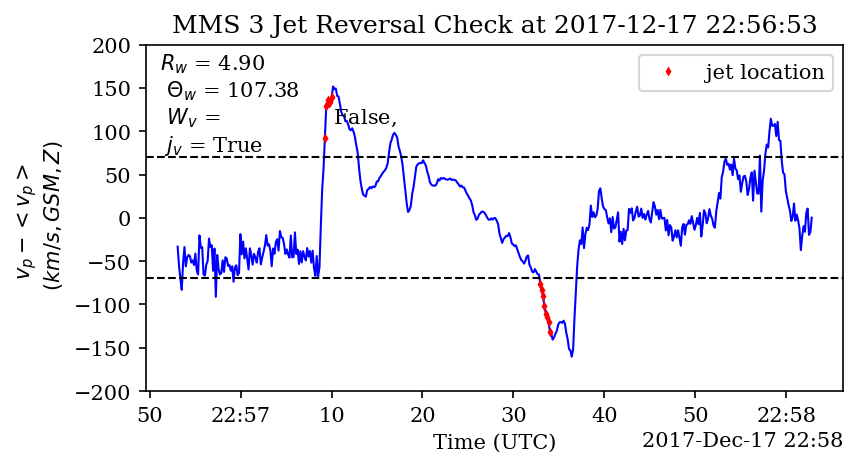 MMS 3 Jet Reversal Check at 2017-12-17 22:56:53
R_w = 4.90
Θ_w = 107.38
W_v = False,
j_v = True
jet location
v_p − < v_p >
(km/s, GSM, Z)
200
150
100
50
0
−50
−100
−150
−200
50 22:57 10 20 30 40 50 22:58
Time (UTC) 2017-Dec-17 22:58